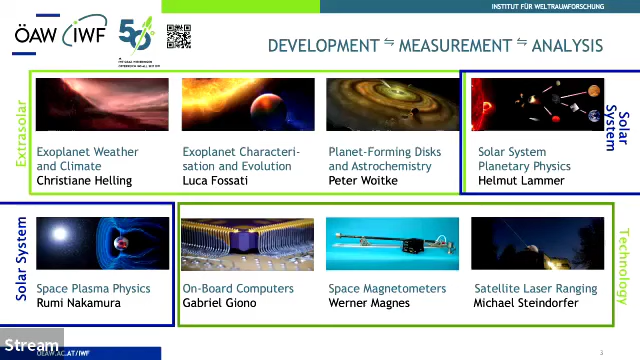 INSTITUT FÜR WELTRAUMFORSCHUNG
ÖAW IWF
DEVELOPMENT ⇋ MEASUREMENT ⇋ ANALYSIS
Extrasolar
Exoplanet Weather
and Climate
Christiane Helling
Exoplanet Characteri-
sation and Evolution
Luca Fossati
Planet-Forming Disks
and Astrochemistry
Peter Woitke
Solar System
Planetary Physics
Helmut Lammer
Solar
System
Solar System
Space Plasma Physics
Rumi Nakamura
On-Board Computers
Gabriel Giono
Space Magnetometers
Werner Magnes
Satellite Laser Ranging
Michael Steindorfer
Technology
Stream
OEAW.AC.AT/IWF